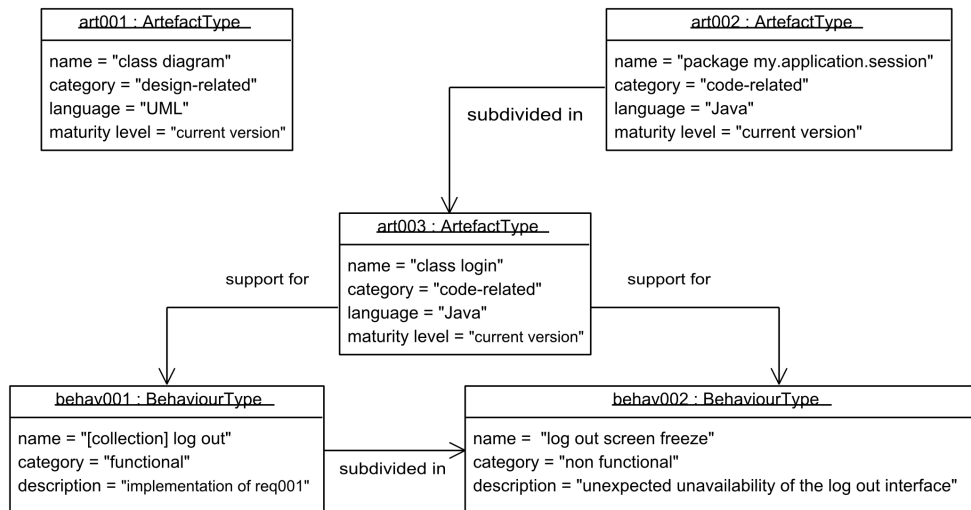 art001 : ArtefactType
name = "class diagram"
category = "design-related"
language = "UML"
maturity level = "current version"
art002 : ArtefactType
name = "package my.application.session"
category = "code-related"
language = "Java"
maturity level = "current version"
subdivided in
art003 : ArtefactType
name = "class login"
category = "code-related"
language = "Java"
maturity level = "current version"
support for
support for
behav001 : BehaviourType
name = "[collection] log out"
category = "functional"
description = "implementation of req001"
subdivided in
behav002 : BehaviourType
name = "log out screen freeze"
category = "non functional"
description = "unexpected unavailability of the log out interface"